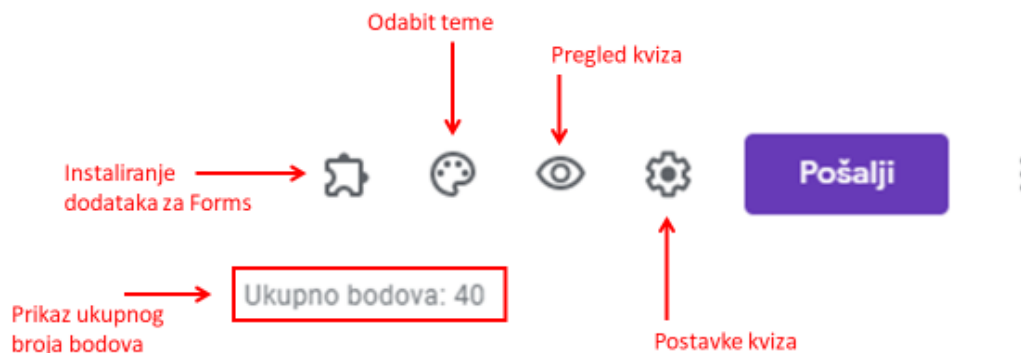 Odabit teme
Pregled kviza
Instaliranje
dodataka za Forms
Pošalji
Ukupno bodova: 40
Prikaz ukupnog
broja bodova
Postavke kviza